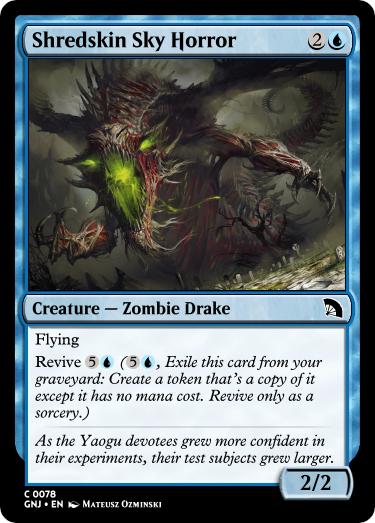 Shredskin Sky Horror 2
Creature — Zombie Drake
Flying
Revive 5 (5, Exile this card from your
graveyard: Create a token that's a copy of it
except it has no mana cost. Revive only as a
sorcery.)
As the Yaogu devotees grew more confident in
their experiments, their test subjects grew larger.
2/2
C 0078
GNJ • EN Mateusz Ozminski